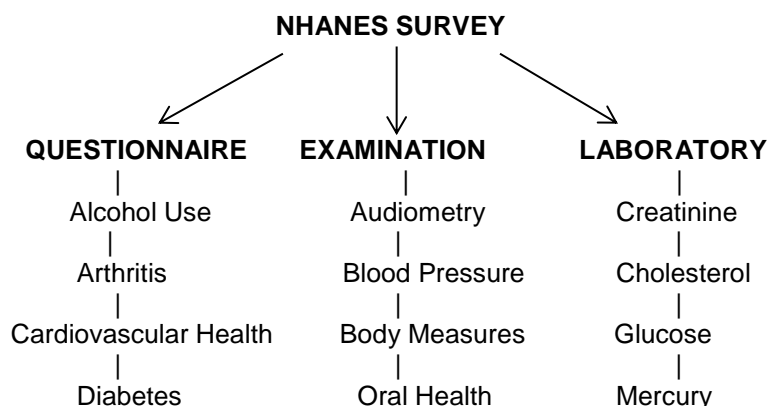 NHANES SURVEY
QUESTIONNAIRE EXAMINATION LABORATORY
Alcohol Use Audiometry Creatinine
Arthritis Blood Pressure Cholesterol
Cardiovascular Health Body Measures Glucose
Diabetes Oral Health Mercury